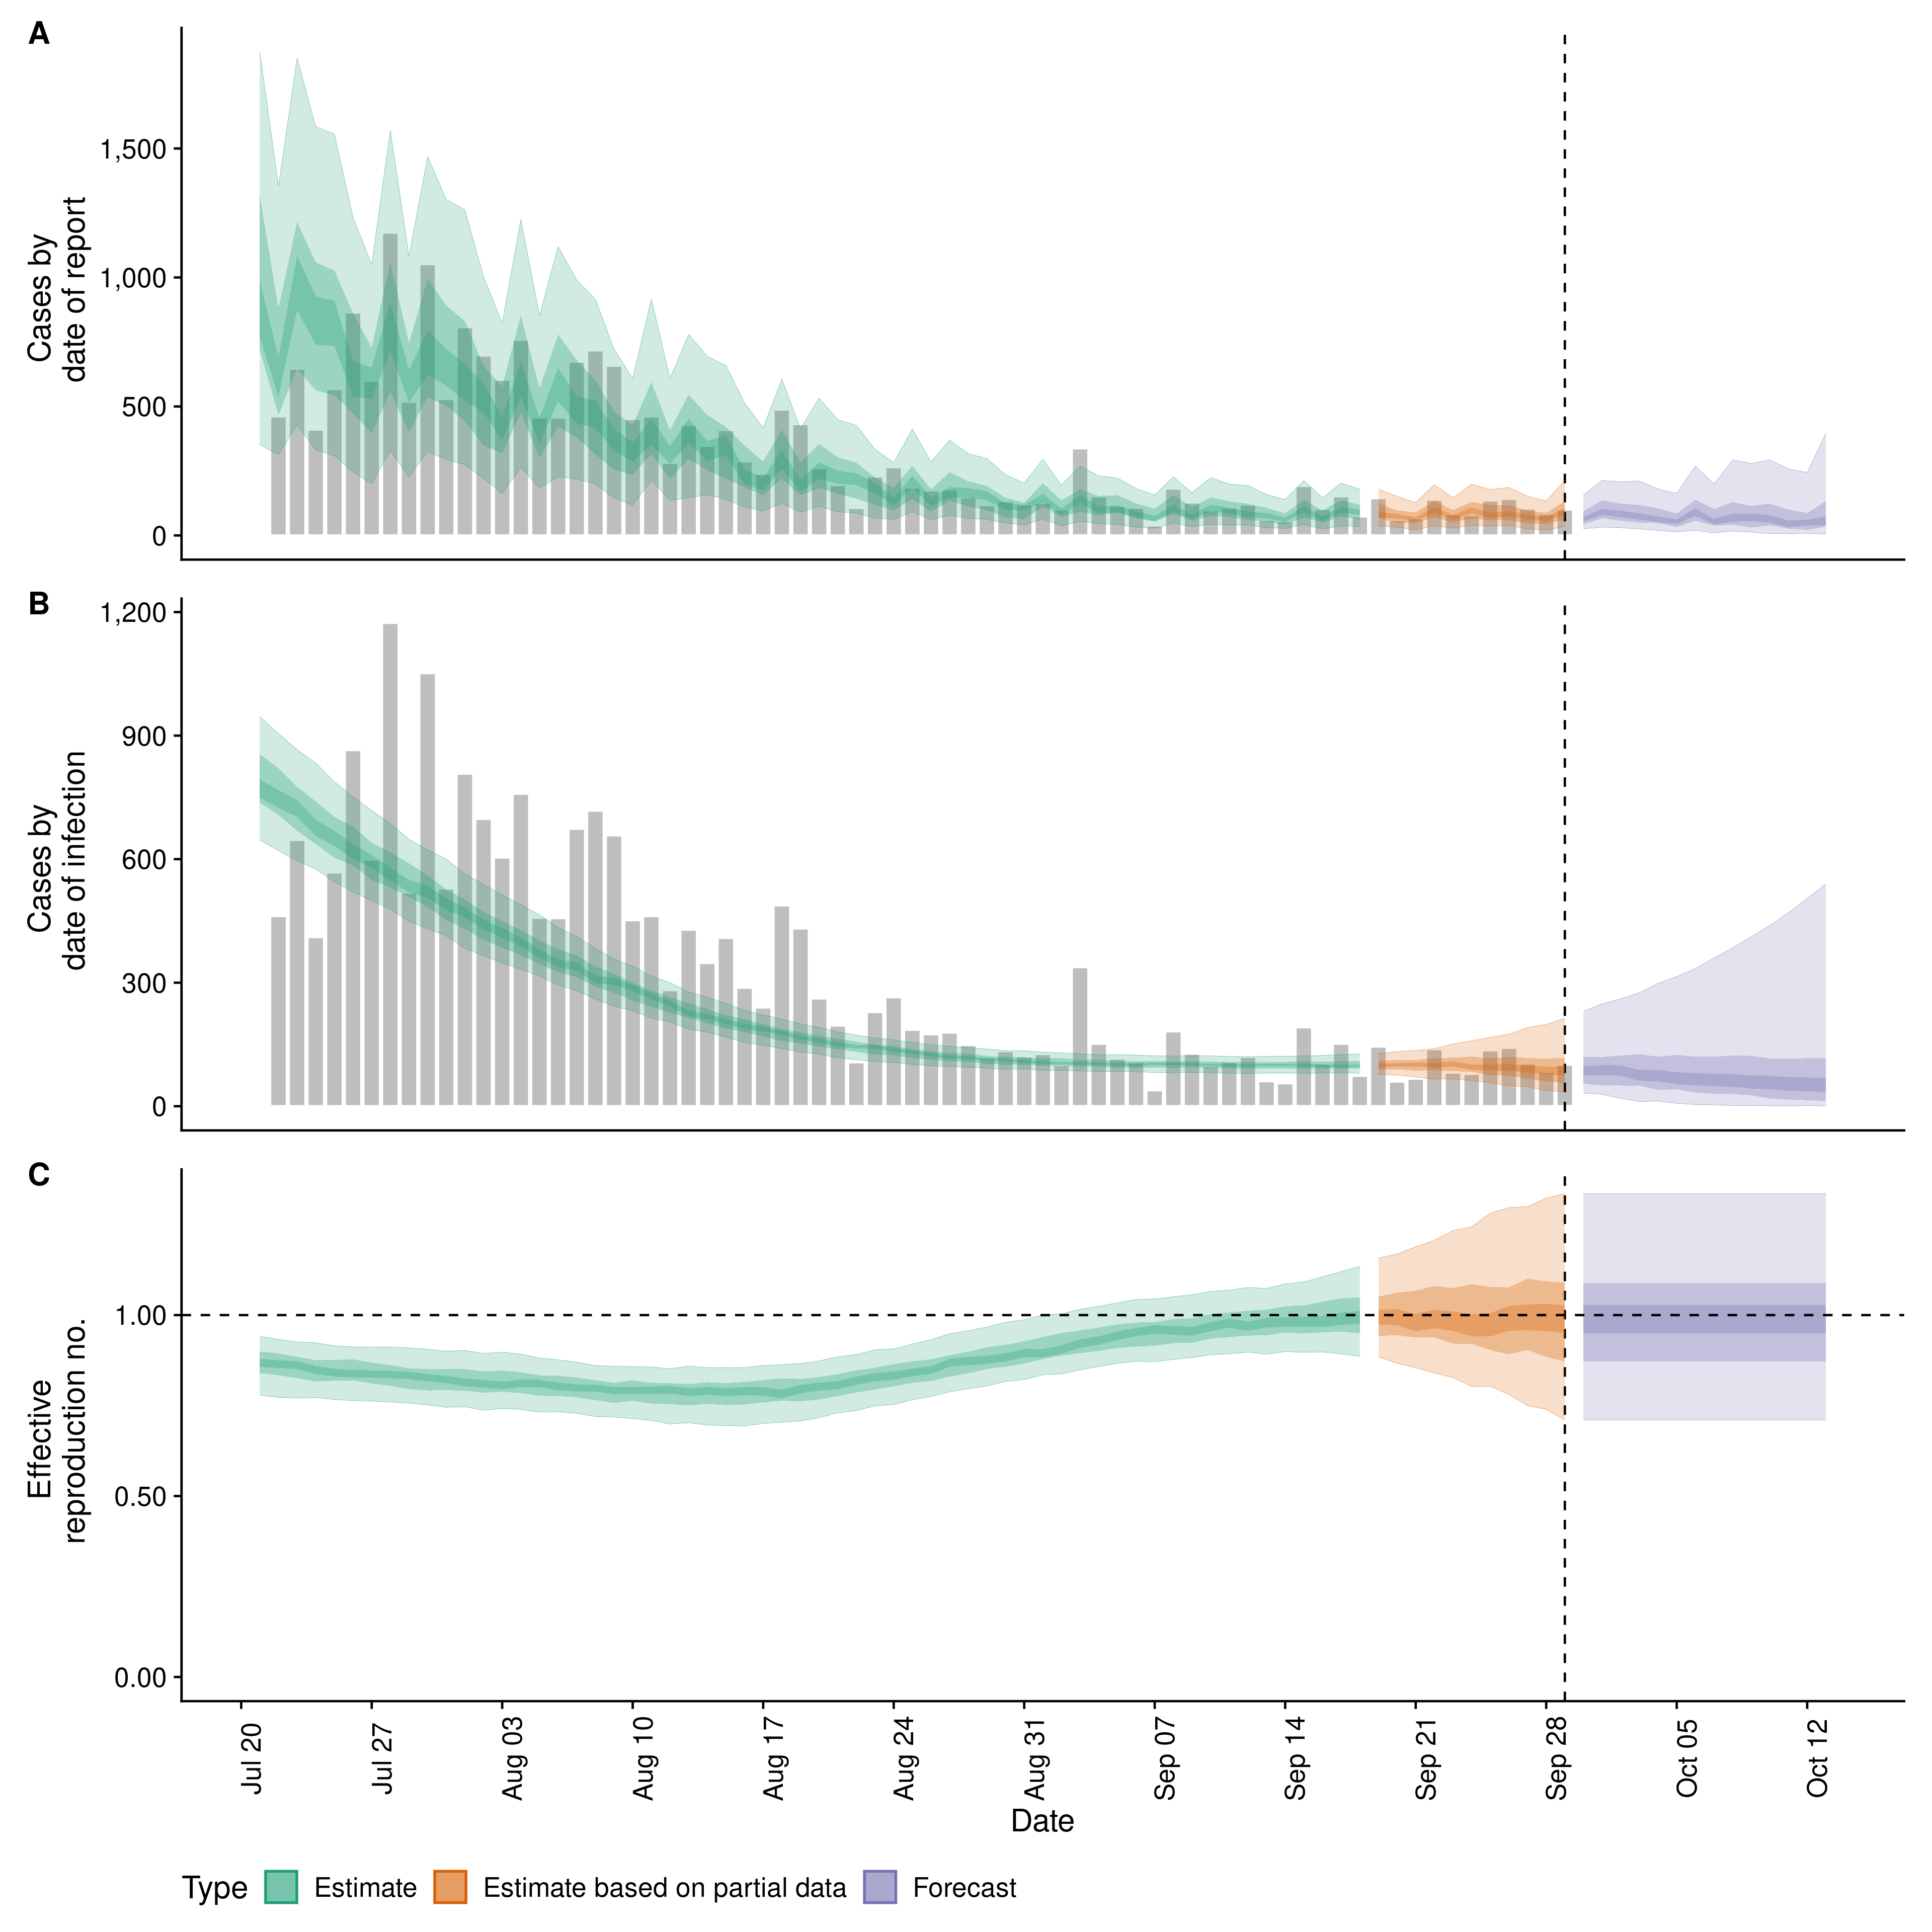 A
Cases by
date of report
1,500
1,000
500
0
B
Cases by
date of infection
1,200
900
600
300
0
C
Effective
reproduction no.
1.00
0.50
0.00
Jul 20
Jul 27
Aug 03
Aug 10
Aug 17
Aug 24
Aug 31
Sep 07
Sep 14
Sep 21
Sep 28
Oct 05
Oct 12
Date
Type Estimate Estimate based on partial data Forecast